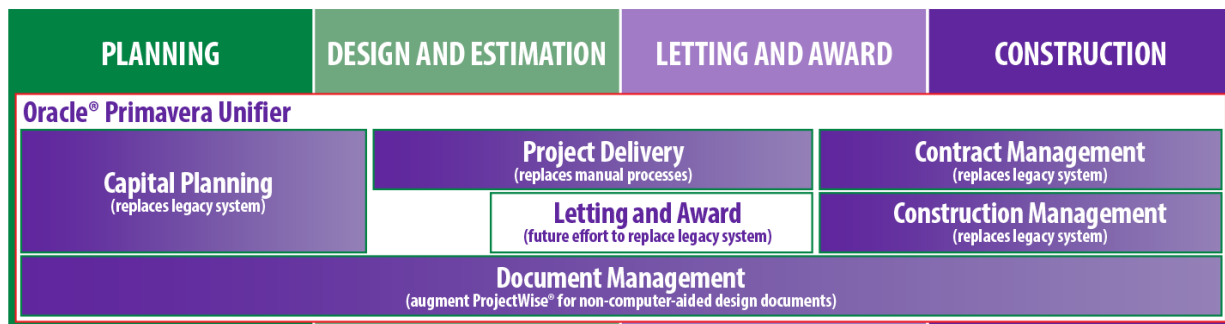 PLANNING
DESIGN AND ESTIMATION
LETTING AND AWARD
CONSTRUCTION
Oracle® Primavera Unifier
Capital Planning
(replaces legacy system)
Project Delivery
(replaces manual processes)
Letting and Award
(future effort to replace legacy system)
Contract Management
(replaces legacy system)
Construction Management
(replaces legacy system)
Document Management
(augment ProjectWise® for non-computer-aided design documents)